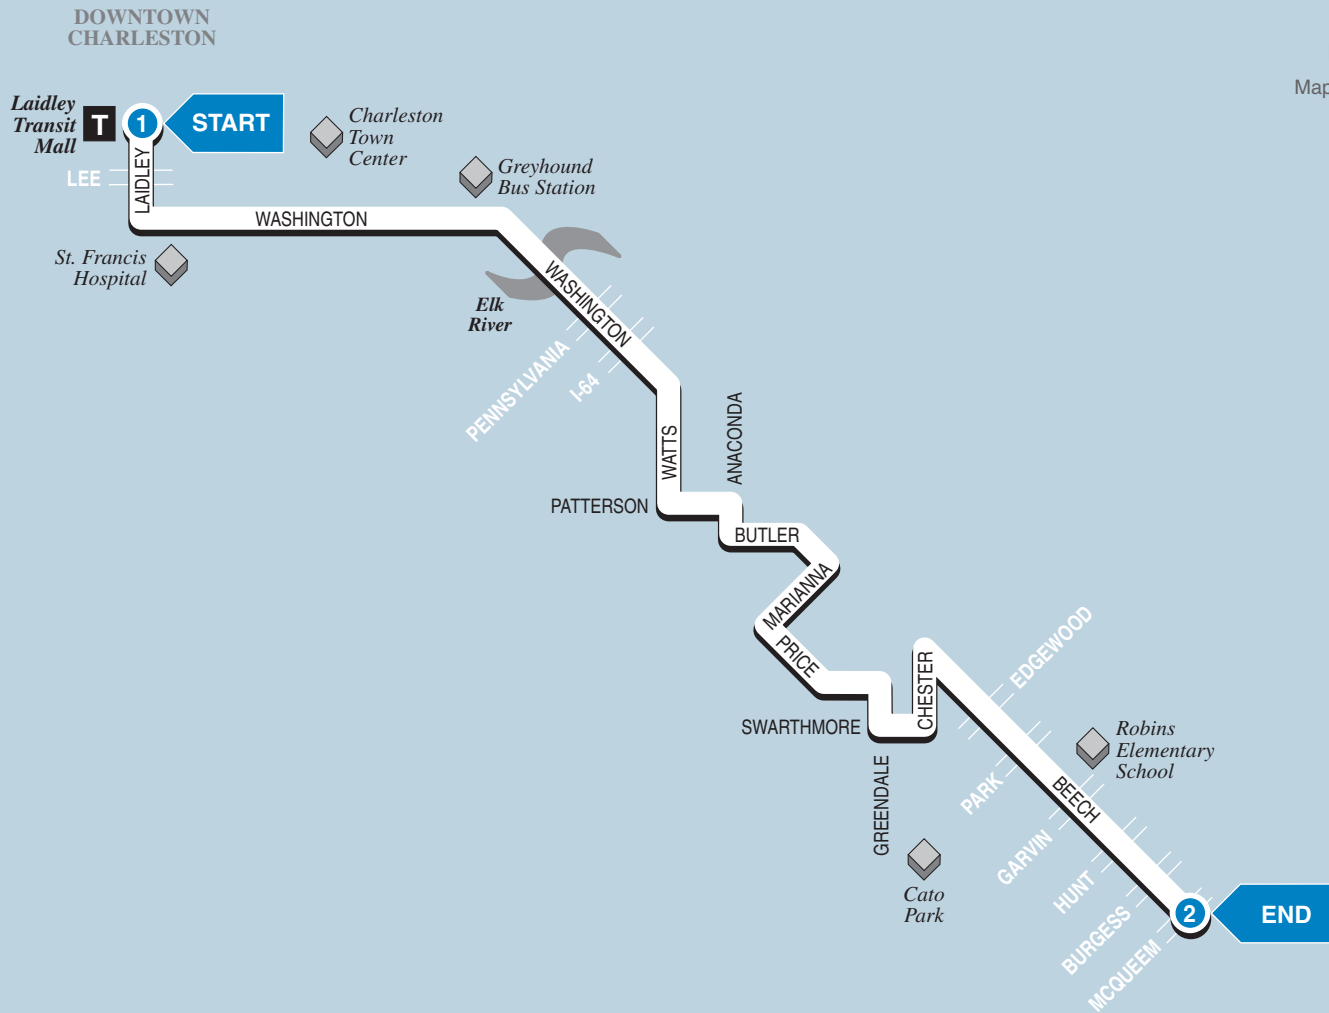 DOWNTOWN
CHARLESTON
Map
Laidley
Transit
Mall
T
1
START
Charleston
Town
Center
LEE
LAIDLEY
Greyhound
Bus Station
WASHINGTON
St. Francis
Hospital
WASHINGTON
Elk
River
PENNSYLVANIA
I-64
WATTS
ANACONDA
PATTERSON
BUTLER
MARIANNA
PRICE
EDGEWOOD
CHESTER
SWARTHMORE
GREENDALE
Robins
Elementary
School
PARK
BEECH
GARVIN
Cato
Park
HUNT
BURGESS
MCQUEEM
2
END